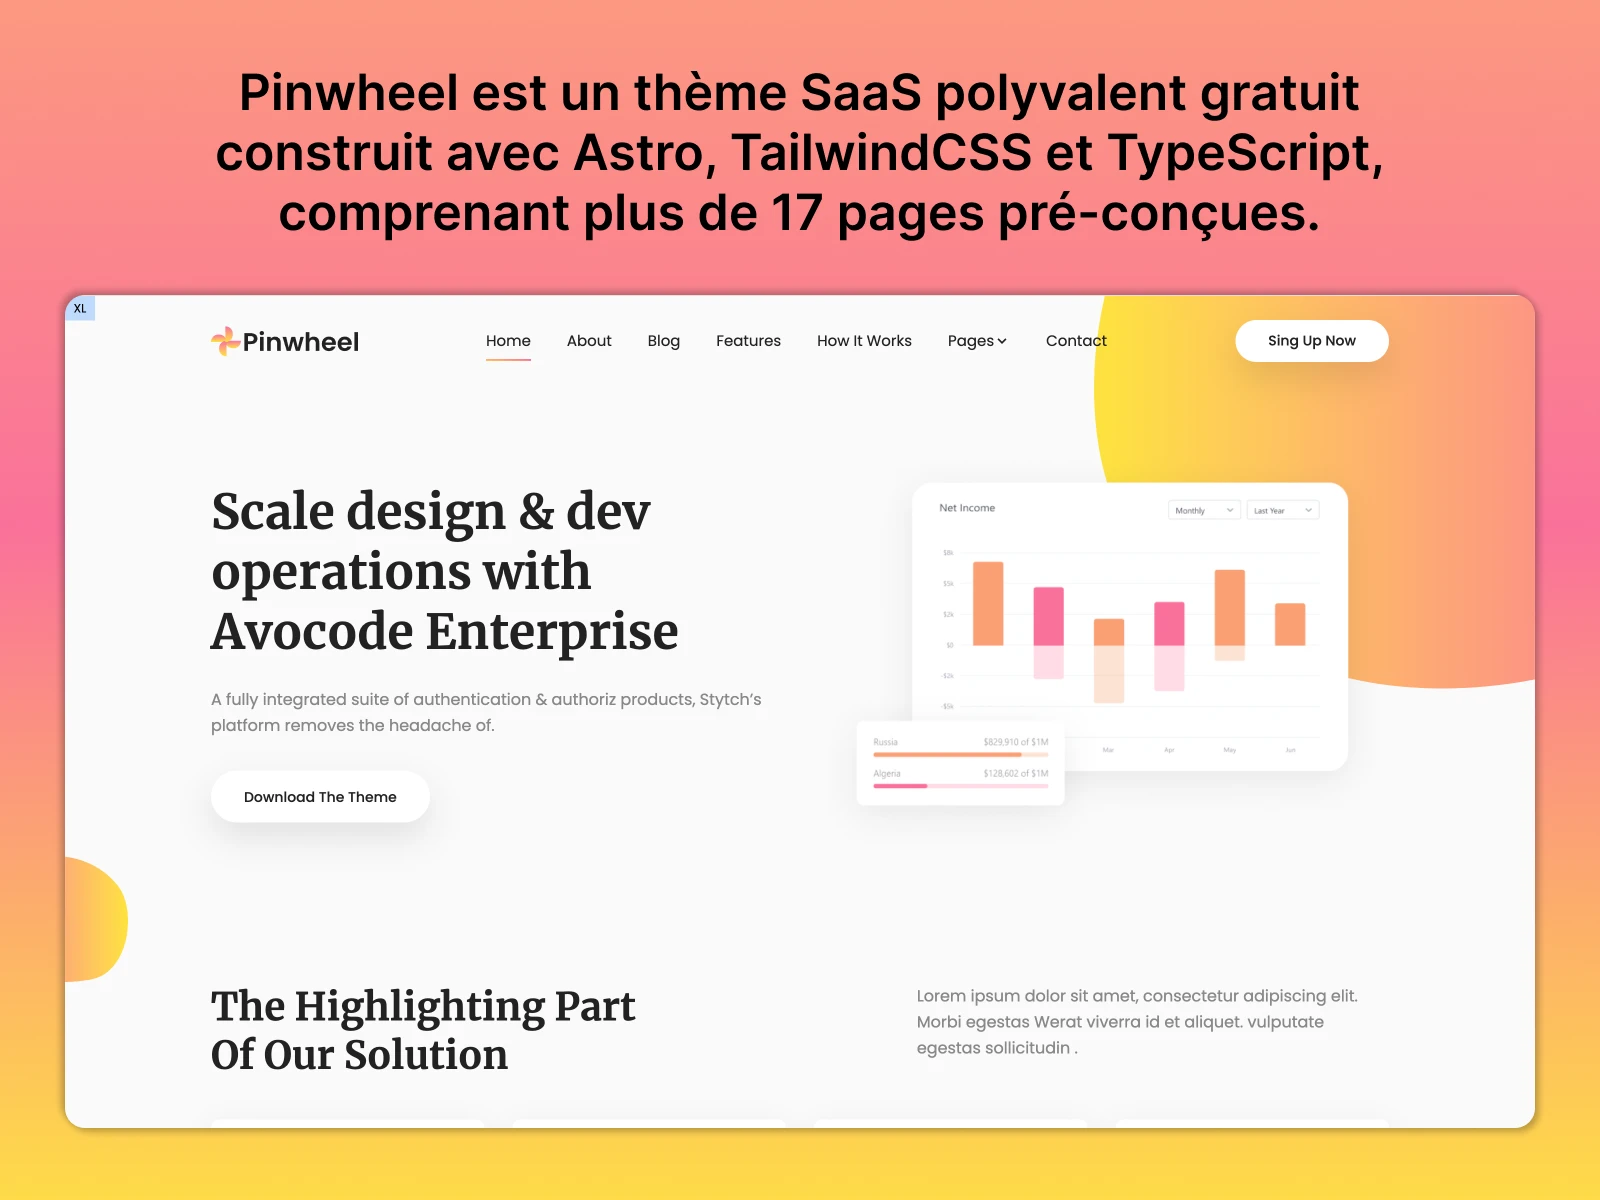 Pinwheel est un thème SaaS polyvalent gratuit
construit avec Astro, TailwindCSS et TypeScript,
comprenant plus de 17 pages pré-conçues.
XL
Pinwheel
Home About Blog Features How It Works Pages Contact
Sing Up Now
Scale design & dev
operations with
Avocode Enterprise
A fully integrated suite of authentication & authoriz products, Stytch's
platform removes the headache of.
Download The Theme
Net Income
Monthly
Last Year
$8k
$5k
$2k
$0
-$2k
-$5k
Mar Apr May Jun
Russia $829,910 of $1M
Algeria $128,602 of $1M
The Highlighting Part
Of Our Solution
Lorem ipsum dolor sit amet, consectetur adipiscing elit.
Morbi egestas Werat viverra id et aliquet. vulputate
egestas sollicitudin .